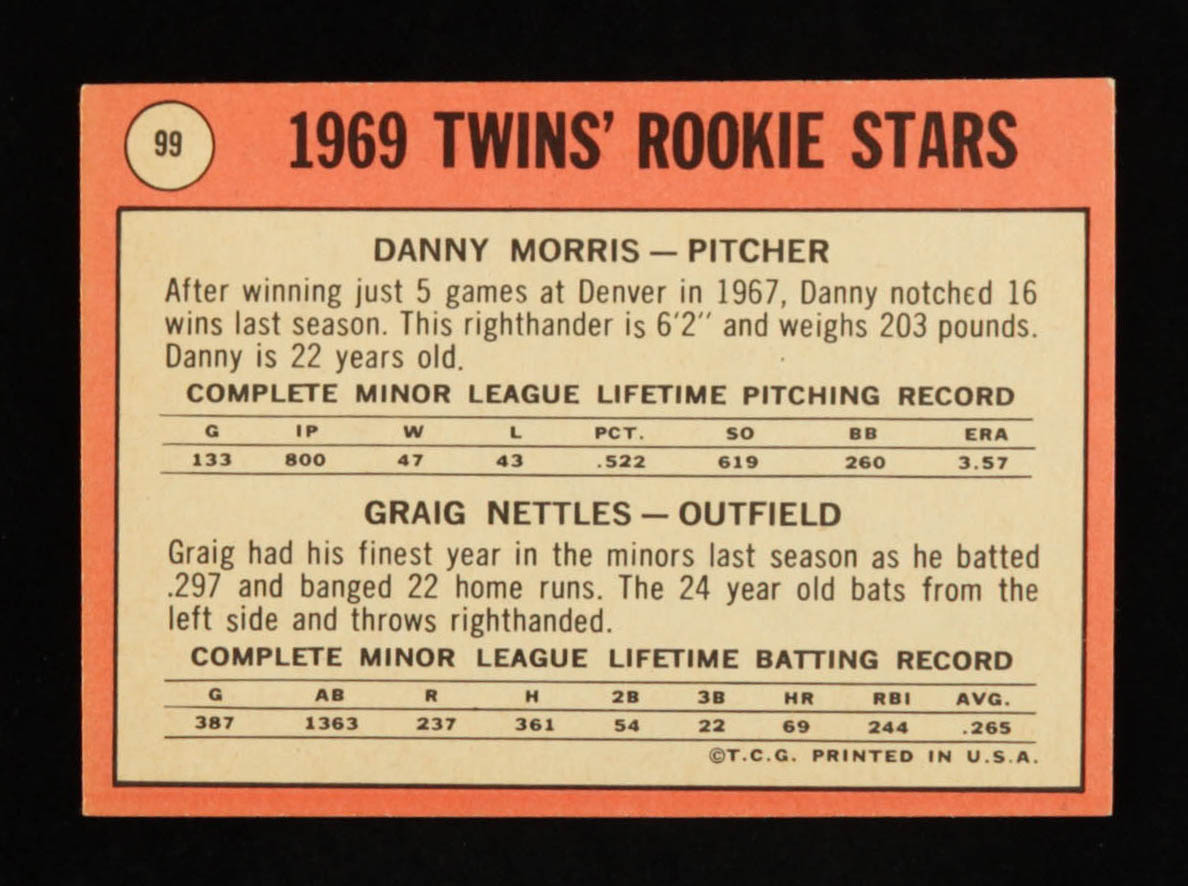 99
1969 TWINS' ROOKIE STARS
DANNY MORRIS — PITCHER
After winning just 5 games at Denver in 1967, Danny notched 16
wins last season. This righthander is 6'2'' and weighs 203 pounds.
Danny is 22 years old.
COMPLETE MINOR LEAGUE LIFETIME PITCHING RECORD
G IP W L PCT. SO BB ERA
133 800 47 43 .522 619 260 3.57
GRAIG NETTLES — OUTFIELD
Graig had his finest year in the minors last season as he batted
.297 and banged 22 home runs. The 24 year old bats from the
left side and throws righthanded.
COMPLETE MINOR LEAGUE LIFETIME BATTING RECORD
G AB R H 2B 3B HR RBI AVG.
387 1363 237 361 54 22 69 244 .265
©T.C.G. PRINTED IN U.S.A.